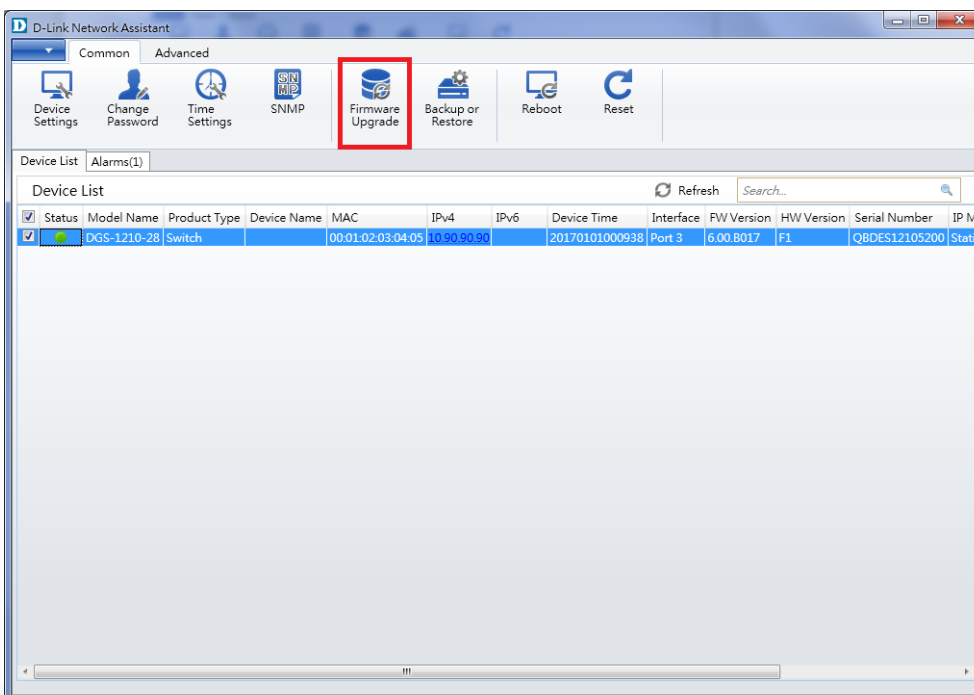 D D-Link Network Assistant
Common Advanced
Device Settings
Change Password
Time Settings
SNMP
Firmware Upgrade
Backup or Restore
Reboot
Reset
Device List Alarms(1)
Device List Refresh Search...
Status Model Name Product Type Device Name MAC IPv4 IPv6 Device Time Interface FW Version HW Version Serial Number IP M
DGS-1210-28 Switch 00:01:02:03:04:05 10.90.90.90 20170101000938 Port 3 6.00.B017 F1 QBDES12105200 Stati